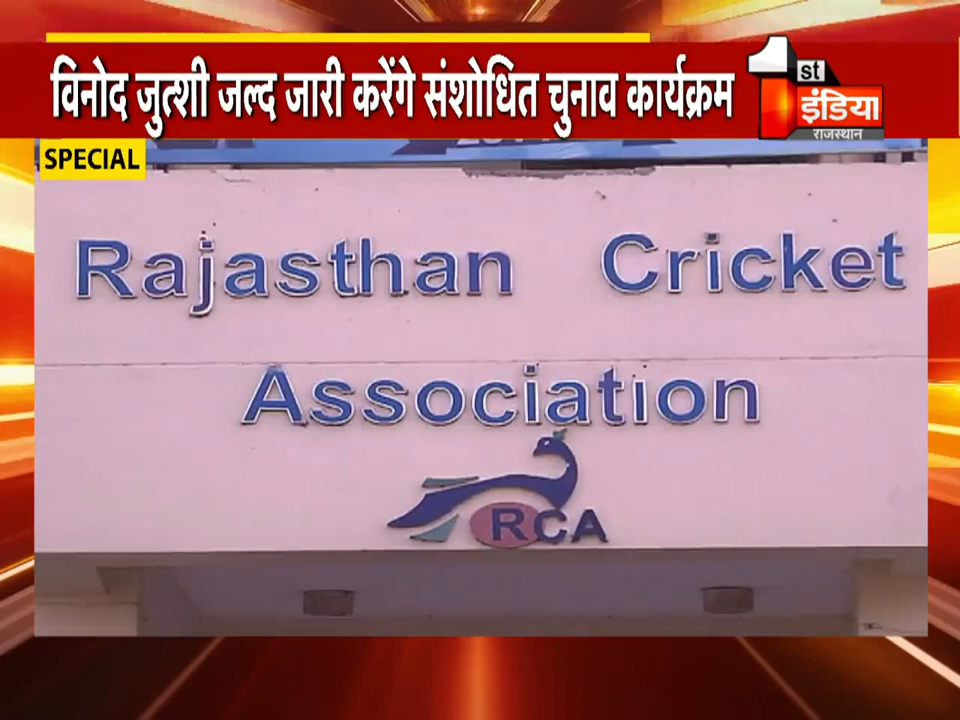 विनोद जुत्शी जल्द जारी करेंगे संशोधित चुनाव कार्यक्रम
1st
इंडिया
राजस्थान
SPECIAL
Rajasthan Cricket
Association
RCA